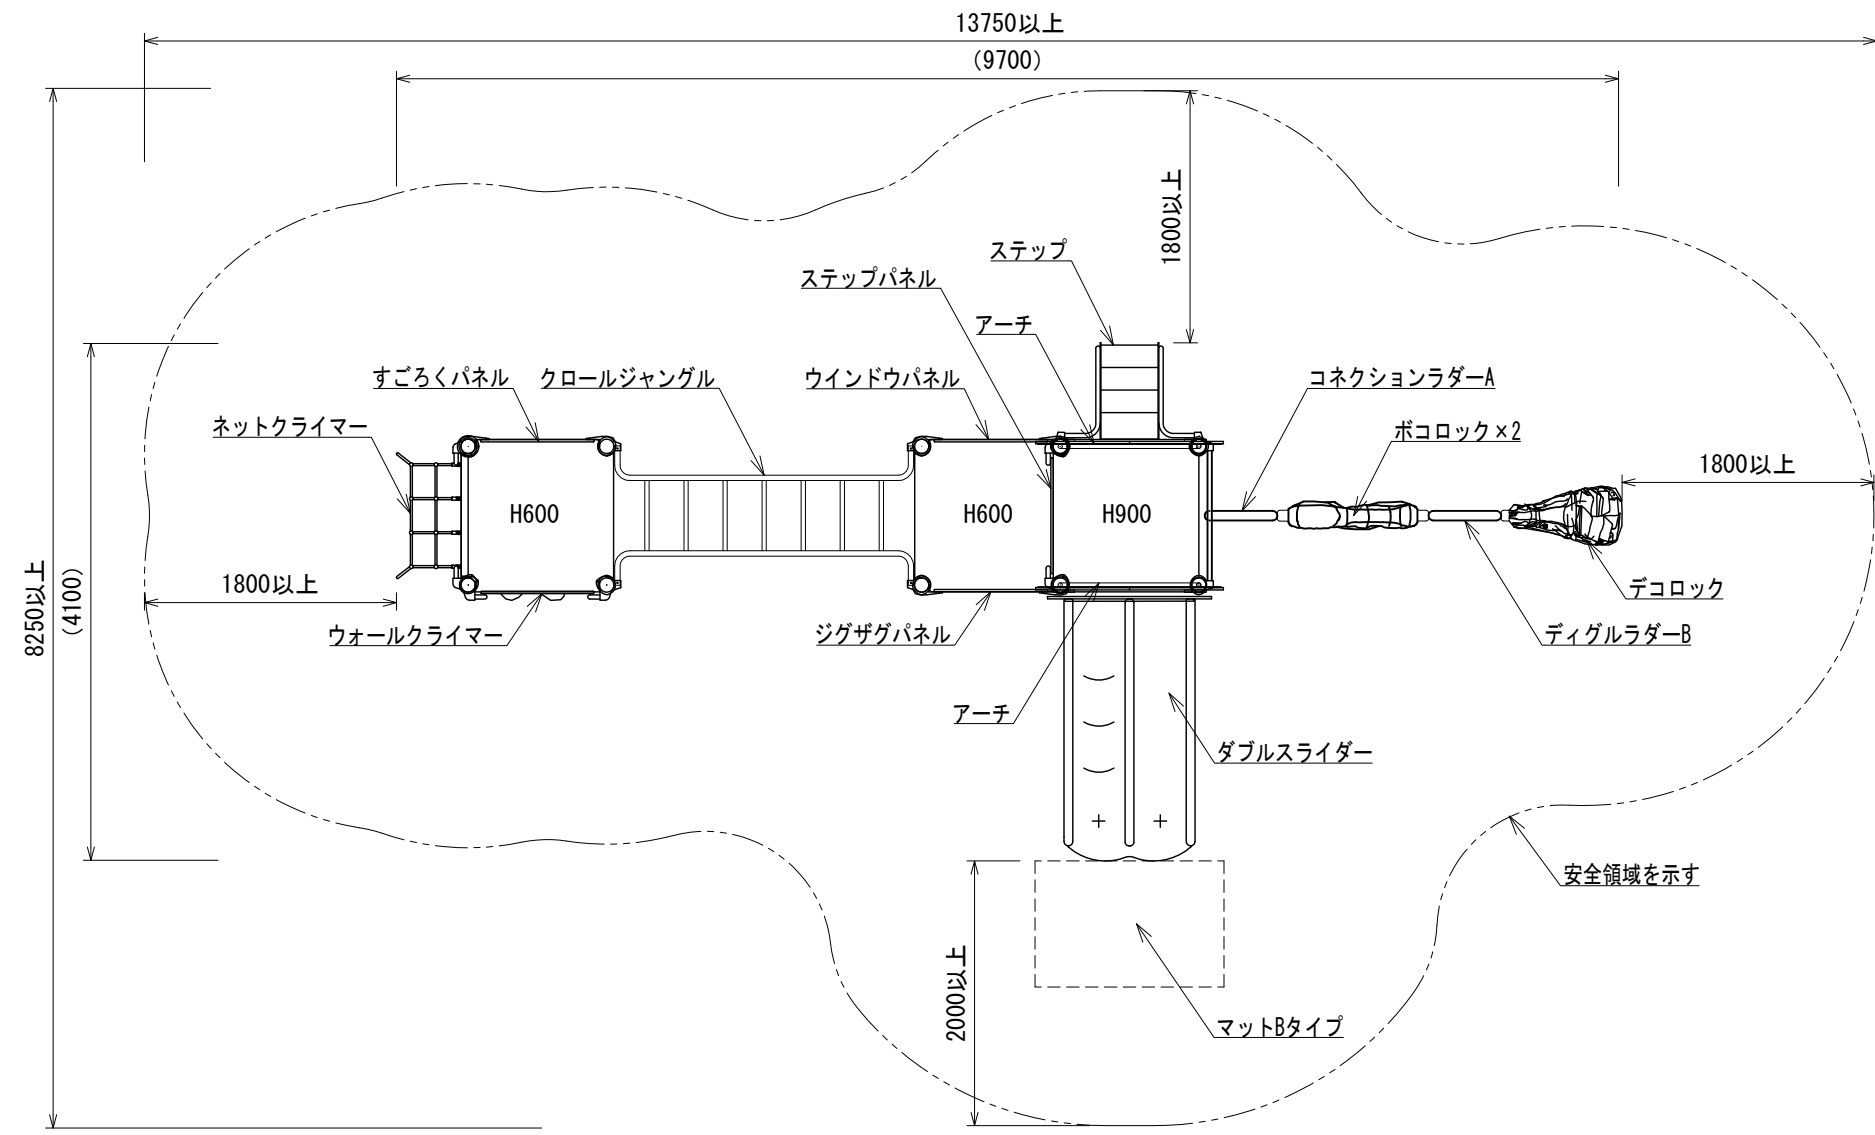 13750以上
(9700)
1800以上
ステップ
ステップパネル
アーチ
すごろくパネル
クロールジャングル
ウインドウパネル
コネクションラダーA
ネットクライマー
ボコロック×2
1800以上
H600
H600
H900
8250以上
(4100)
1800以上
デコロック
ウォールクライマー
ジグザグパネル
ディグルラダーB
アーチ
ダブルスライダー
安全領域を示す
2000以上
マットBタイプ